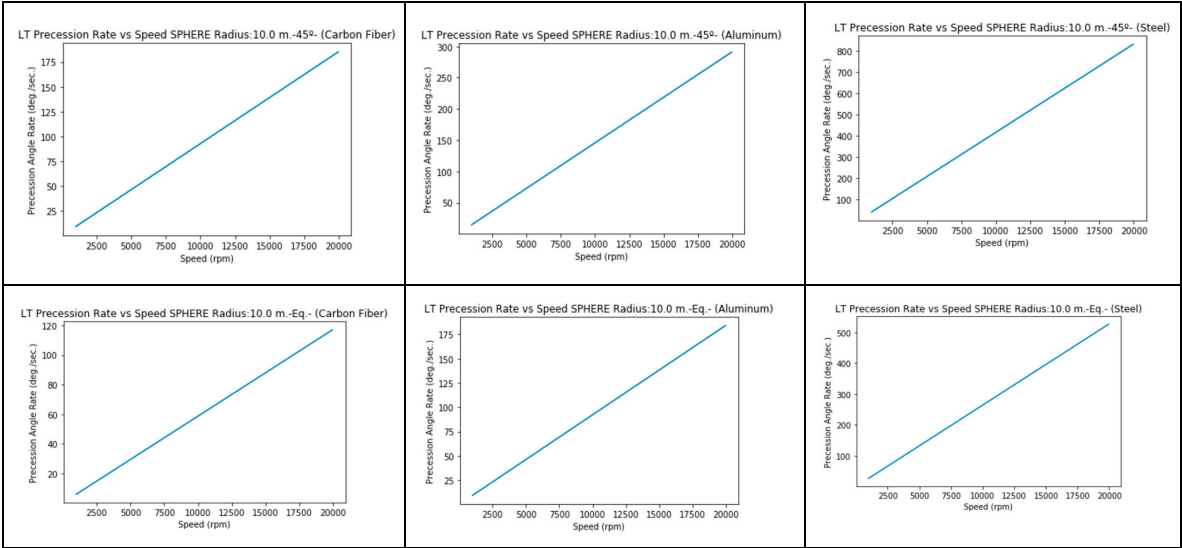 LT Precession Rate vs Speed SPHERE Radius:10.0 m.-45º- (Carbon Fiber)
Precession Angle Rate (deg./sec.)
175
150
125
100
75
50
25
2500 5000 7500 10000 12500 15000 17500 20000
Speed (rpm)
LT Precession Rate vs Speed SPHERE Radius:10.0 m.-45º- (Aluminum)
Precession Angle Rate (deg./sec.)
300
250
200
150
100
50
2500 5000 7500 10000 12500 15000 17500 20000
Speed (rpm)
LT Precession Rate vs Speed SPHERE Radius:10.0 m.-45º- (Steel)
Precession Angle Rate (deg./sec.)
800
700
600
500
400
300
200
100
2500 5000 7500 10000 12500 15000 17500 20000
Speed (rpm)
LT Precession Rate vs Speed SPHERE Radius:10.0 m.-Eq.- (Carbon Fiber)
Precession Angle Rate (deg./sec.)
120
100
80
60
40
20
2500 5000 7500 10000 12500 15000 17500 20000
Speed (rpm)
LT Precession Rate vs Speed SPHERE Radius:10.0 m.-Eq.- (Aluminum)
Precession Angle Rate (deg./sec.)
175
150
125
100
75
50
25
2500 5000 7500 10000 12500 15000 17500 20000
Speed (rpm)
LT Precession Rate vs Speed SPHERE Radius:10.0 m.-Eq.- (Steel)
Precession Angle Rate (deg./sec.)
500
400
300
200
100
2500 5000 7500 10000 12500 15000 17500 20000
Speed (rpm)